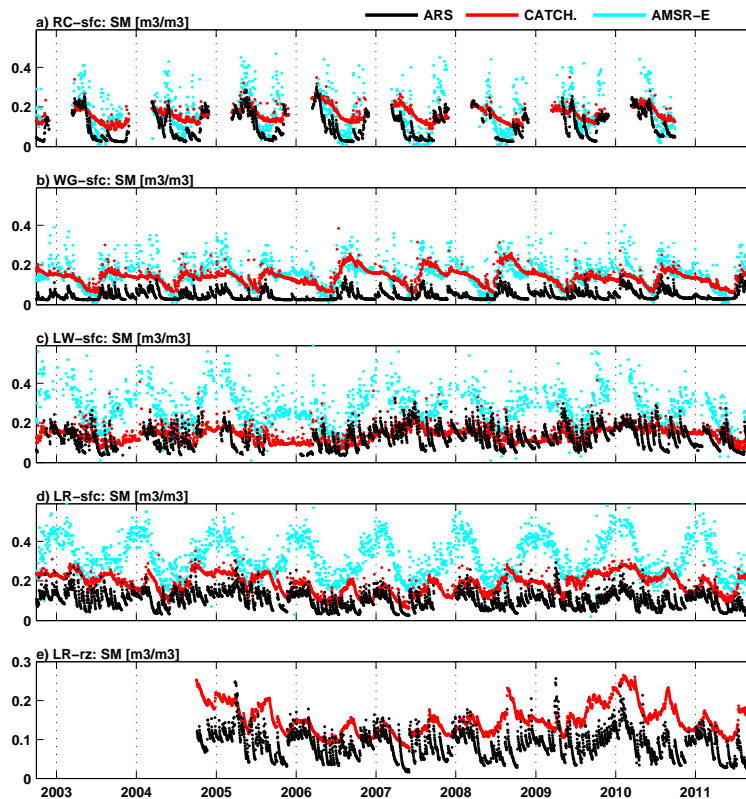 ARS CATCH. AMSR-E
a) RC-sfc: SM [m3/m3]
0.4
0.2
0
b) WG-sfc: SM [m3/m3]
0.4
0.2
0
c) LW-sfc: SM [m3/m3]
0.4
0.2
0
d) LR-sfc: SM [m3/m3]
0.4
0.2
0
e) LR-rz: SM [m3/m3]
0.3
0.2
0.1
0
2003 2004 2005 2006 2007 2008 2009 2010 2011